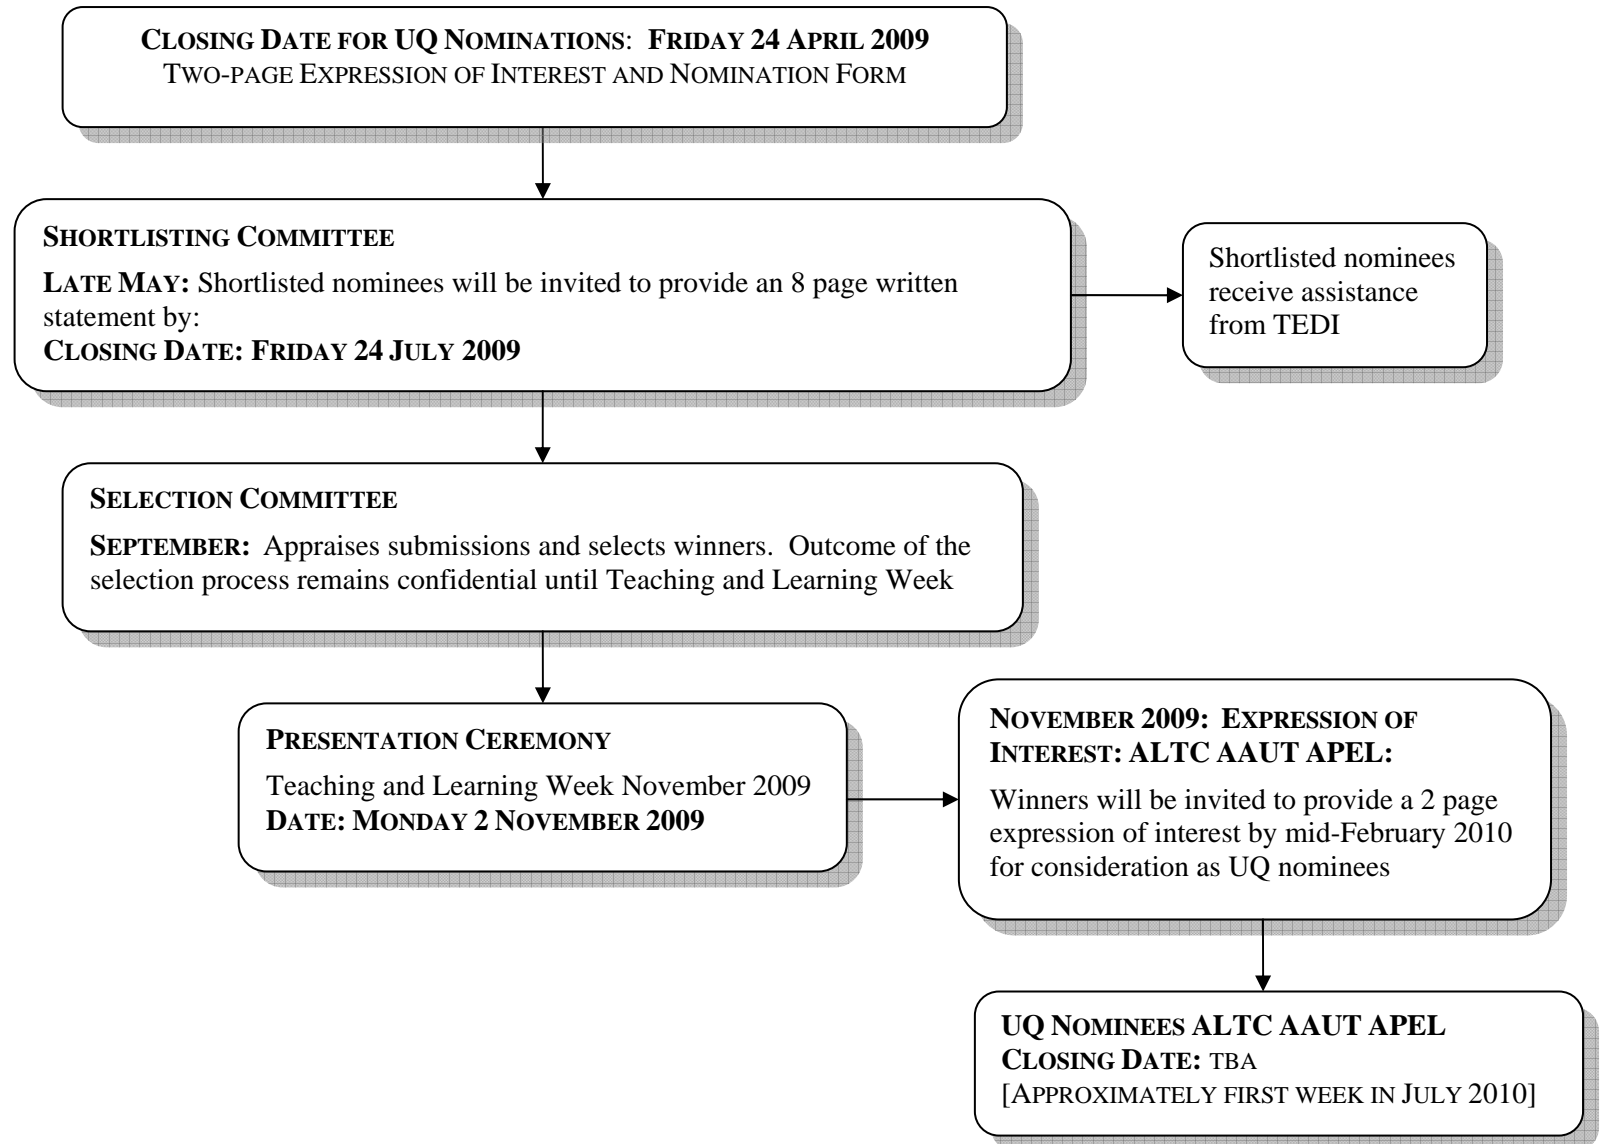 CLOSING DATE FOR UQ NOMINATIONS:  FRIDAY 24 APRIL 2009
TWO-PAGE EXPRESSION OF INTEREST AND NOMINATION FORM
SHORTLISTING COMMITTEE
LATE MAY: Shortlisted nominees will be invited to provide an 8 page written
statement by:
CLOSING DATE: FRIDAY 24 JULY 2009
Shortlisted nominees
receive assistance
from TEDI
SELECTION COMMITTEE
SEPTEMBER:  Appraises submissions and selects winners.  Outcome of the
selection process remains confidential until Teaching and Learning Week
PRESENTATION CEREMONY
Teaching and Learning Week November 2009
DATE: MONDAY 2 NOVEMBER 2009
NOVEMBER 2009:  EXPRESSION OF
INTEREST: ALTC AAUT APEL:
Winners will be invited to provide a 2 page
expression of interest by mid-February 2010
for consideration as UQ nominees
UQ NOMINEES ALTC AAUT APEL
CLOSING DATE: TBA
[APPROXIMATELY FIRST WEEK IN JULY 2010]